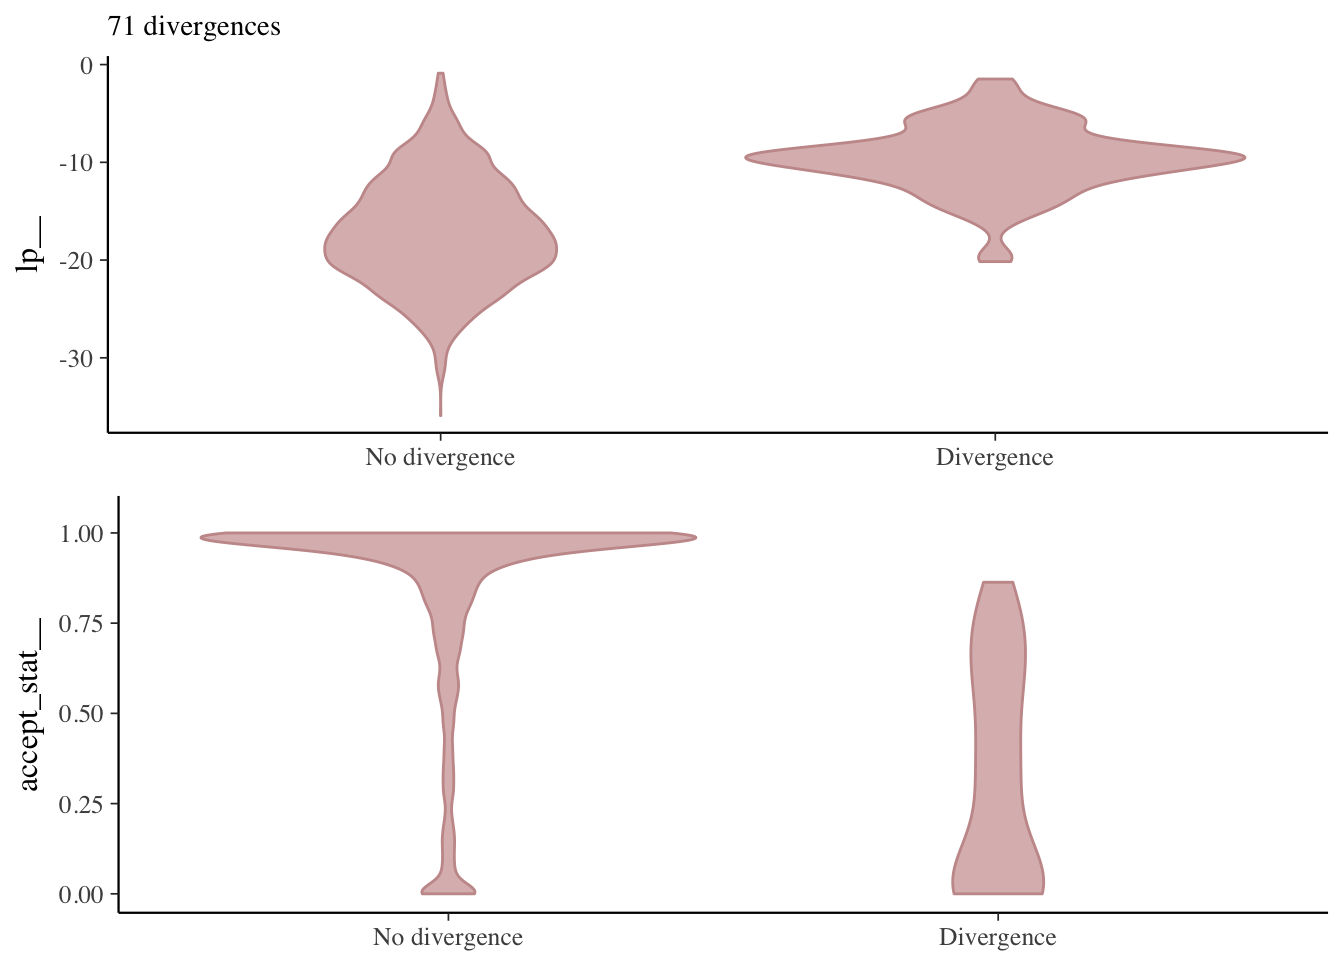 71 divergences
lp__
0
-10
-20
-30
No divergence
Divergence
accept_stat__
1.00
0.75
0.50
0.25
0.00
No divergence
Divergence